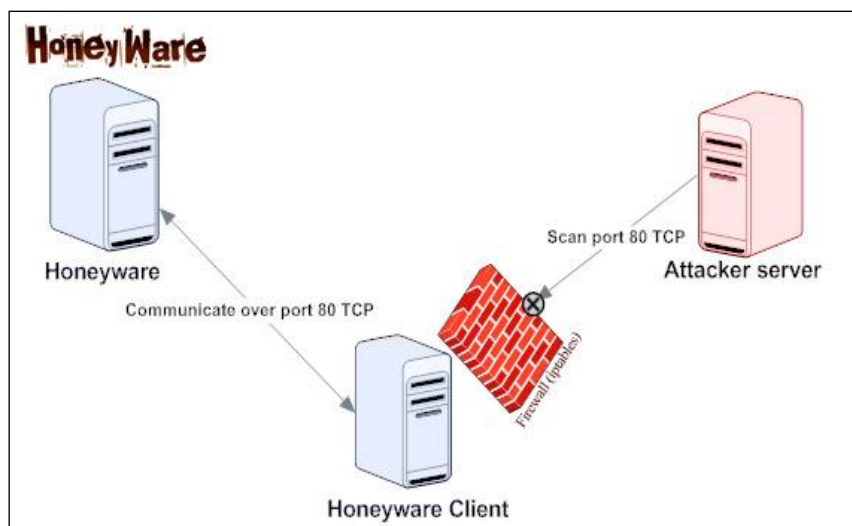 HoneyWare
Honeyware
Scan port 80 TCP
Attacker server
Communicate over port 80 TCP
Firewall (iptables)
Honeyware Client